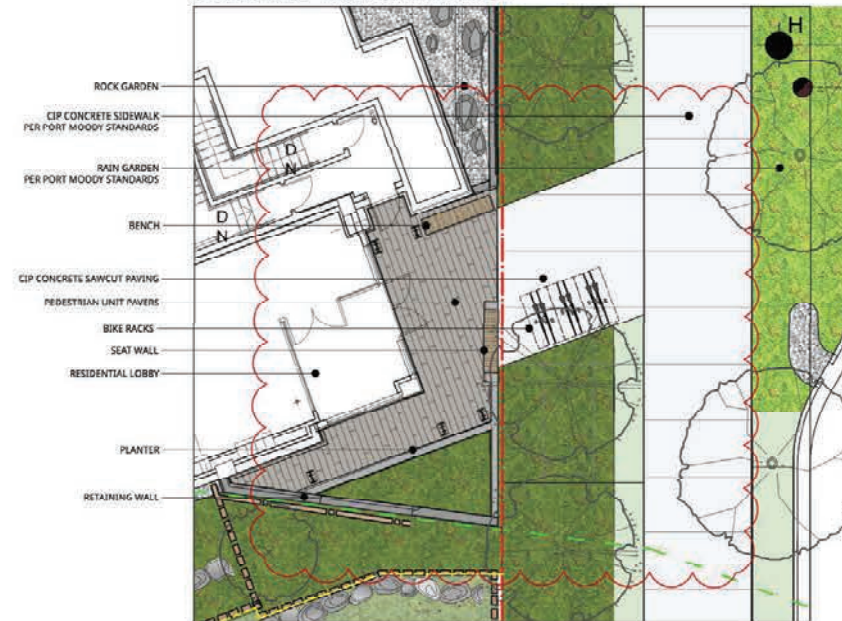 H
ROCK GARDEN
CIP CONCRETE SIDEWALK
PER PORT MOODY STANDARDS
D
N
RAIN GARDEN
PER PORT MOODY STANDARDS
D
N
BENCH
CIP CONCRETE SAWCUT PAVING
PEDESTRIAN UNIT PAVERS
BIKE RACKS
SEAT WALL
RESIDENTIAL LOBBY
PLANTER
RETAINING WALL